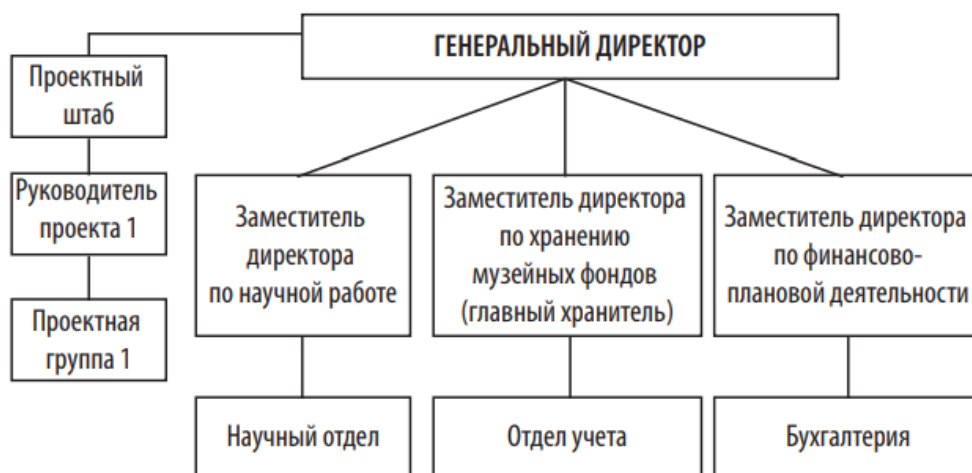 ГЕНЕРАЛЬНЫЙ ДИРЕКТОР
Проектный
штаб
Руководитель
проекта 1
Проектная
группа 1
Заместитель
директора
по научной работе
Заместитель директора
по хранению
музейных фондов
(главный хранитель)
Заместитель директора
по финансово-
плановой деятельности
Научный отдел
Отдел учета
Бухгалтерия